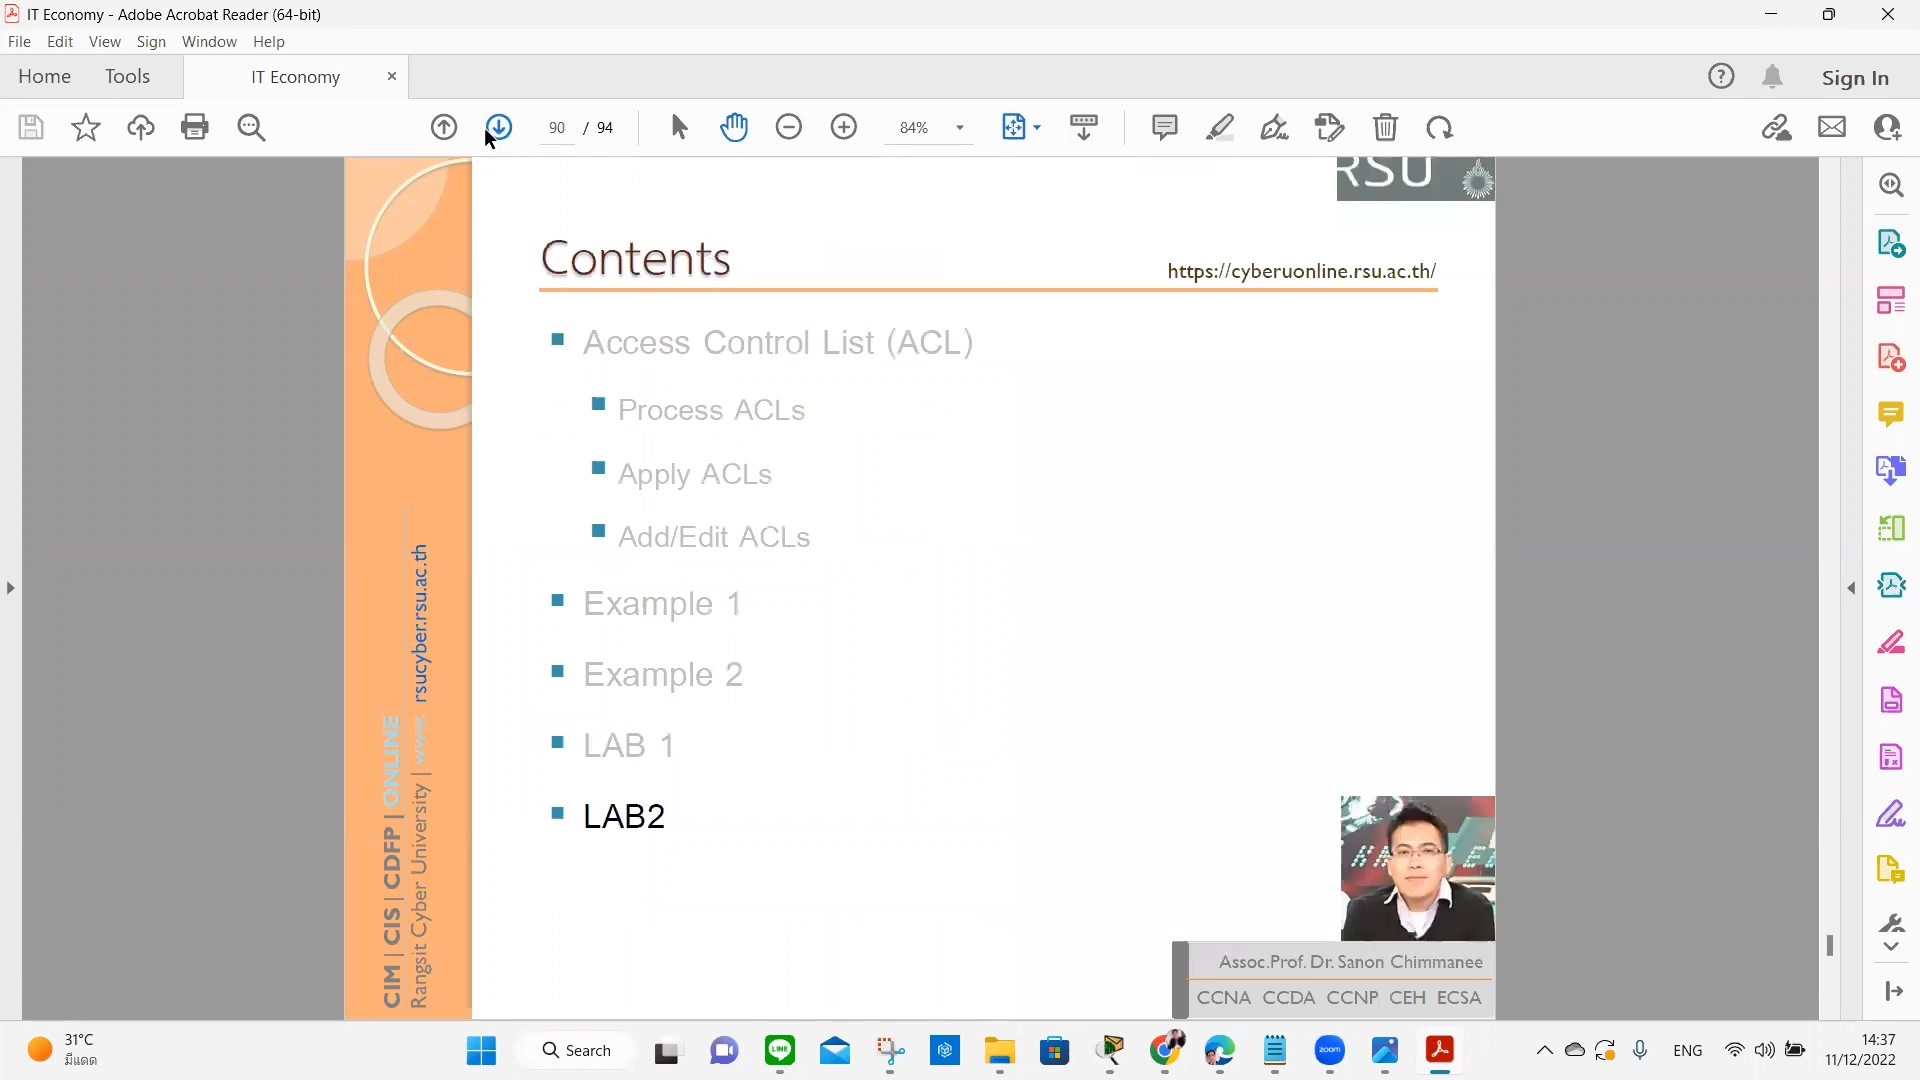 IT Economy - Adobe Acrobat Reader (64-bit)
File Edit View Sign Window Help
Home Tools IT Economy Sign In
90 / 94 84%
RSU
Contents
https://cyberuonline.rsu.ac.th/
Access Control List (ACL)
Process ACLs
Apply ACLs
Add/Edit ACLs
Example 1
Example 2
LAB 1
LAB2
CIM | CIS | CDFP | ONLINE
Rangsit Cyber University | www. rsucyber.rsu.ac.th
Assoc.Prof. Dr. Sanon Chimmanee
CCNA CCDA CCNP CEH ECSA
31°C
มีแดด
Search
LINE
zoom
ENG
14:37
11/12/2022